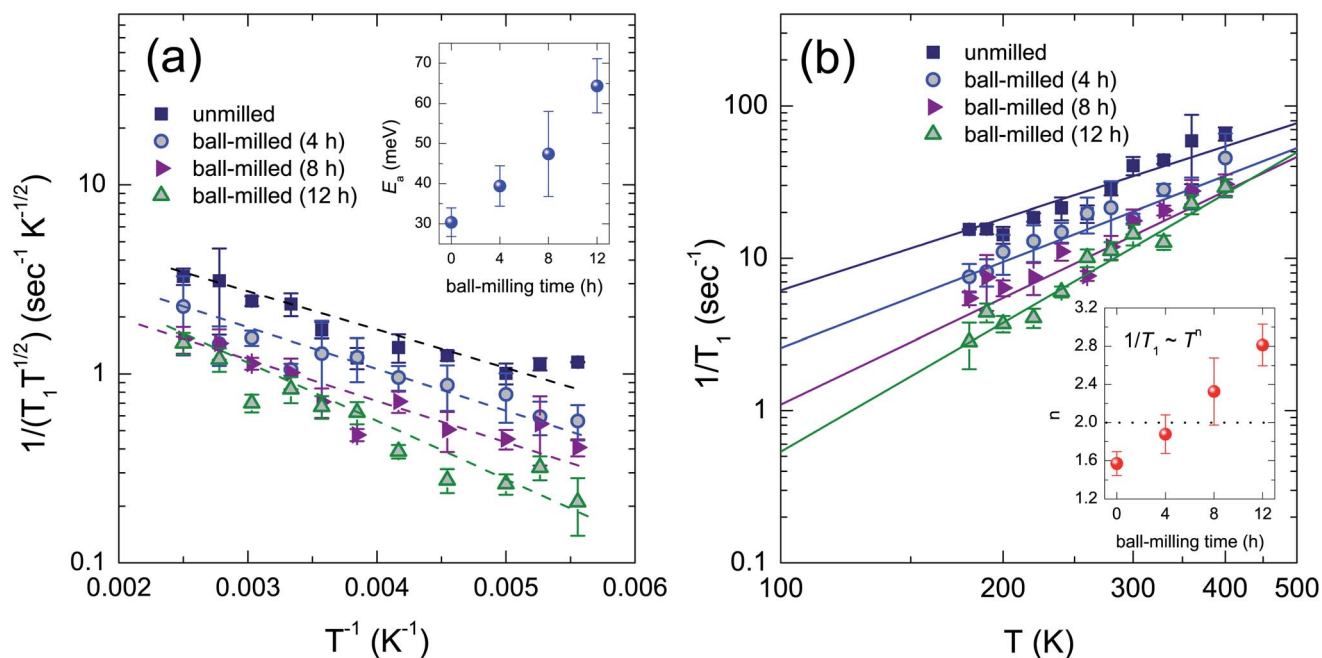 (a)
unmilled
ball-milled (4 h)
ball-milled (8 h)
ball-milled (12 h)
1/(T₁T^{1/2}) (sec⁻¹ K^{-1/2})
10
1
0.1
0.002
0.003
0.004
0.005
0.006
T⁻¹ (K⁻¹)
Eₐ (meV)
70
60
50
40
30
0
4
8
12
ball-milling time (h)
(b)
unmilled
ball-milled (4 h)
ball-milled (8 h)
ball-milled (12 h)
1/T₁ (sec⁻¹)
100
10
1
0.1
100
200
300
400
500
T (K)
1/T₁ ~ Tⁿ
n
3.2
2.8
2.4
2.0
1.6
1.2
0
4
8
12
ball-milling time (h)